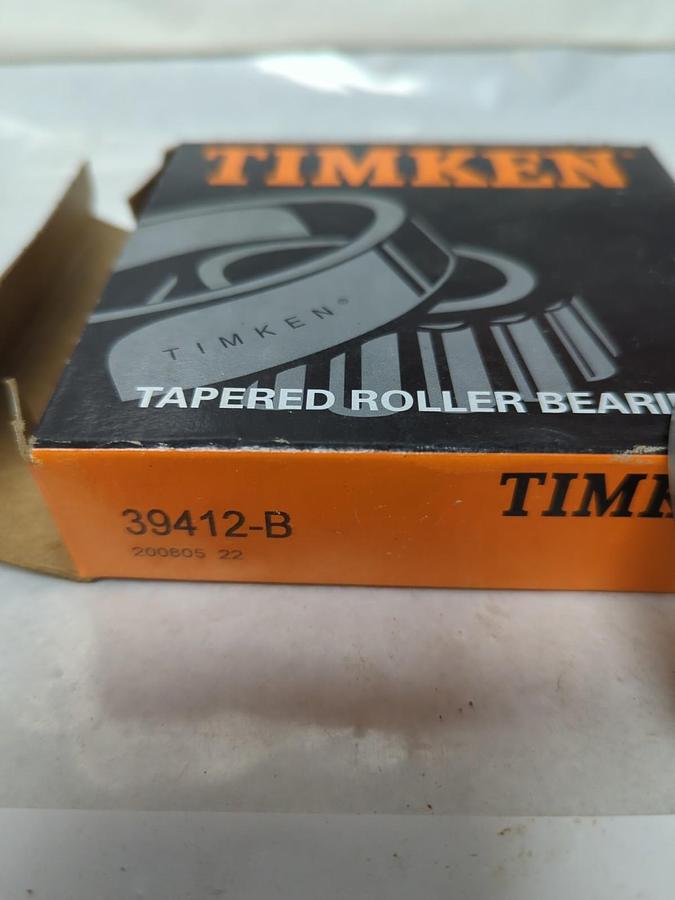 TIMKEN
TIMKEN®
TAPERED ROLLER BEARI
TIMK
39412-B
200805 22